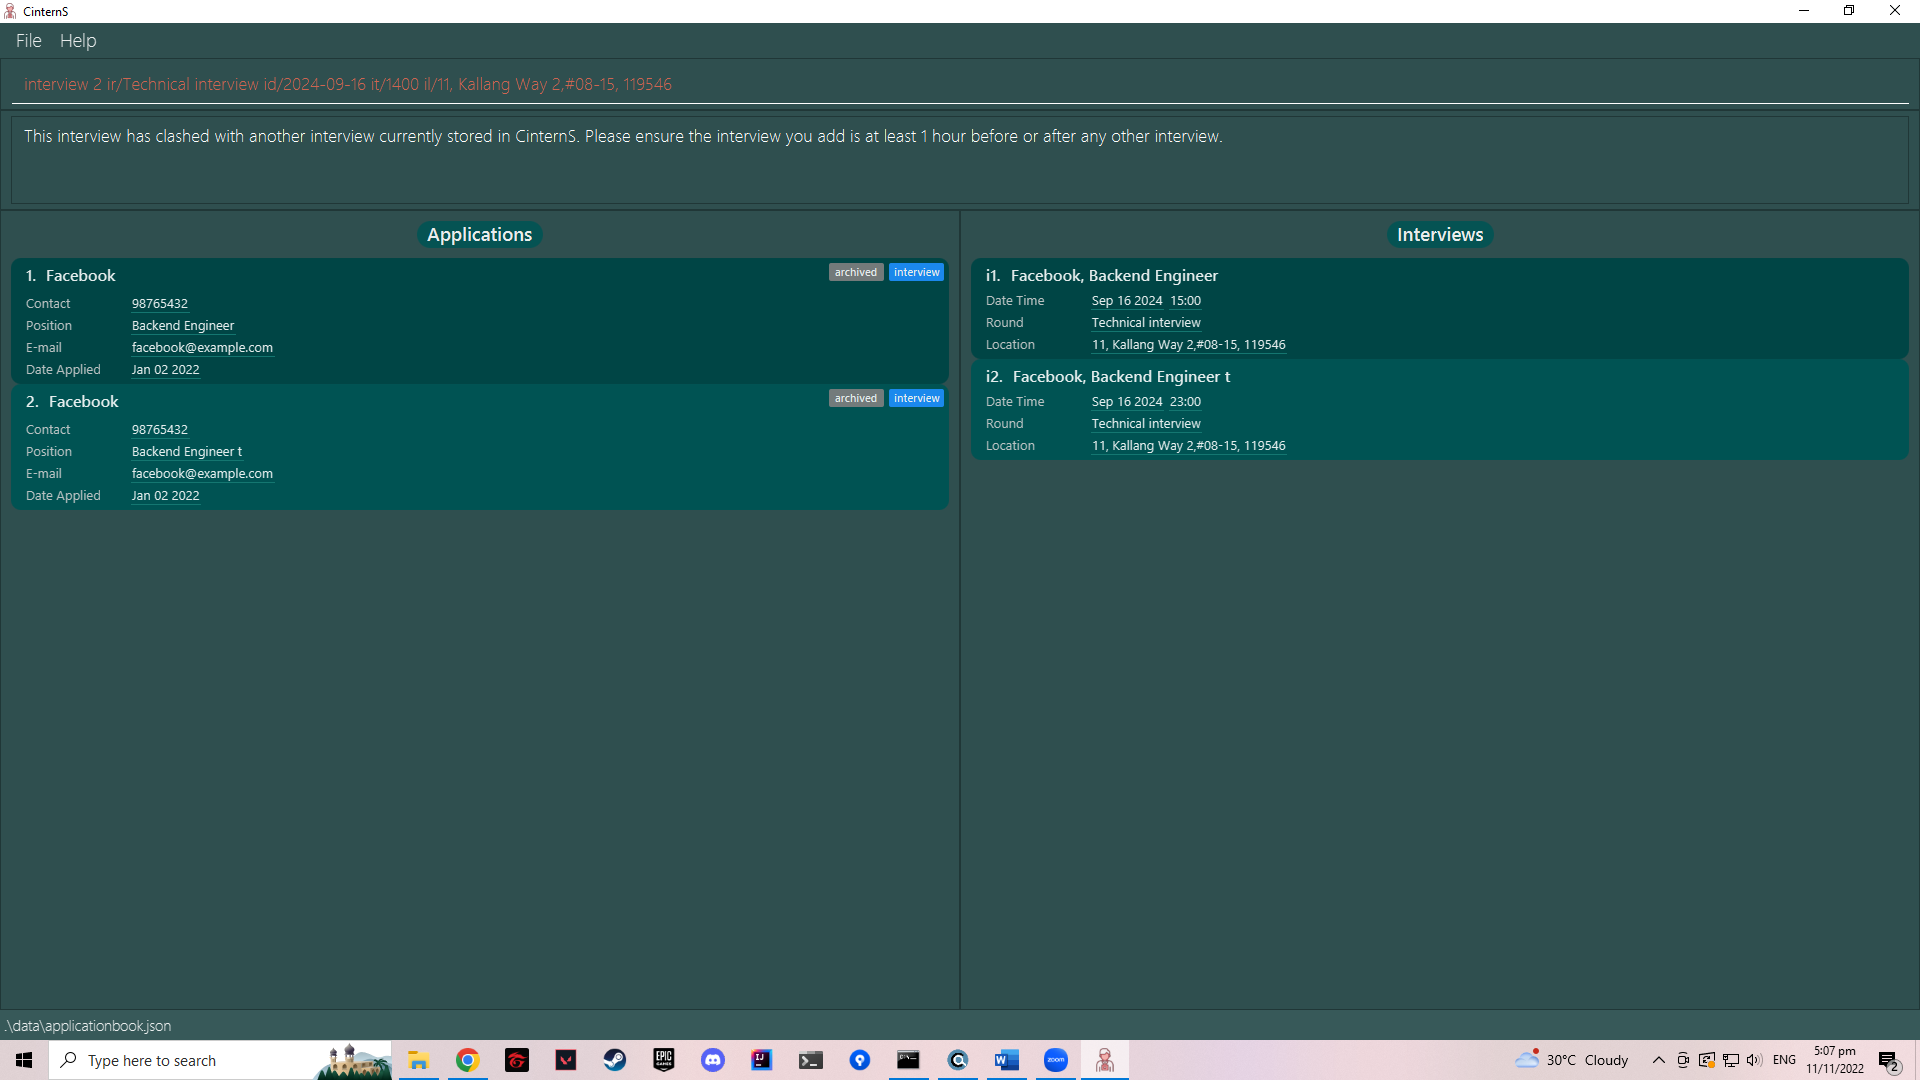 CinternS
File Help
interview 2 ir/Technical interview id/2024-09-16 it/1400 il/11, Kallang Way 2,#08-15, 119546
This interview has clashed with another interview currently stored in CinternS. Please ensure the interview you add is at least 1 hour before or after any other interview.
Applications
1. Facebook
archived interview
Contact 98765432
Position Backend Engineer
E-mail facebook@example.com
Date Applied Jan 02 2022
2. Facebook
archived interview
Contact 98765432
Position Backend Engineer t
E-mail facebook@example.com
Date Applied Jan 02 2022
Interviews
i1. Facebook, Backend Engineer
Date Time Sep 16 2024 15:00
Round Technical interview
Location 11, Kallang Way 2,#08-15, 119546
i2. Facebook, Backend Engineer t
Date Time Sep 16 2024 23:00
Round Technical interview
Location 11, Kallang Way 2,#08-15, 119546
.\data\applicationbook.json
Type here to search
EPIC GAMES
IJ
zoom
30°C Cloudy
ENG
5:07 pm
11/11/2022
2